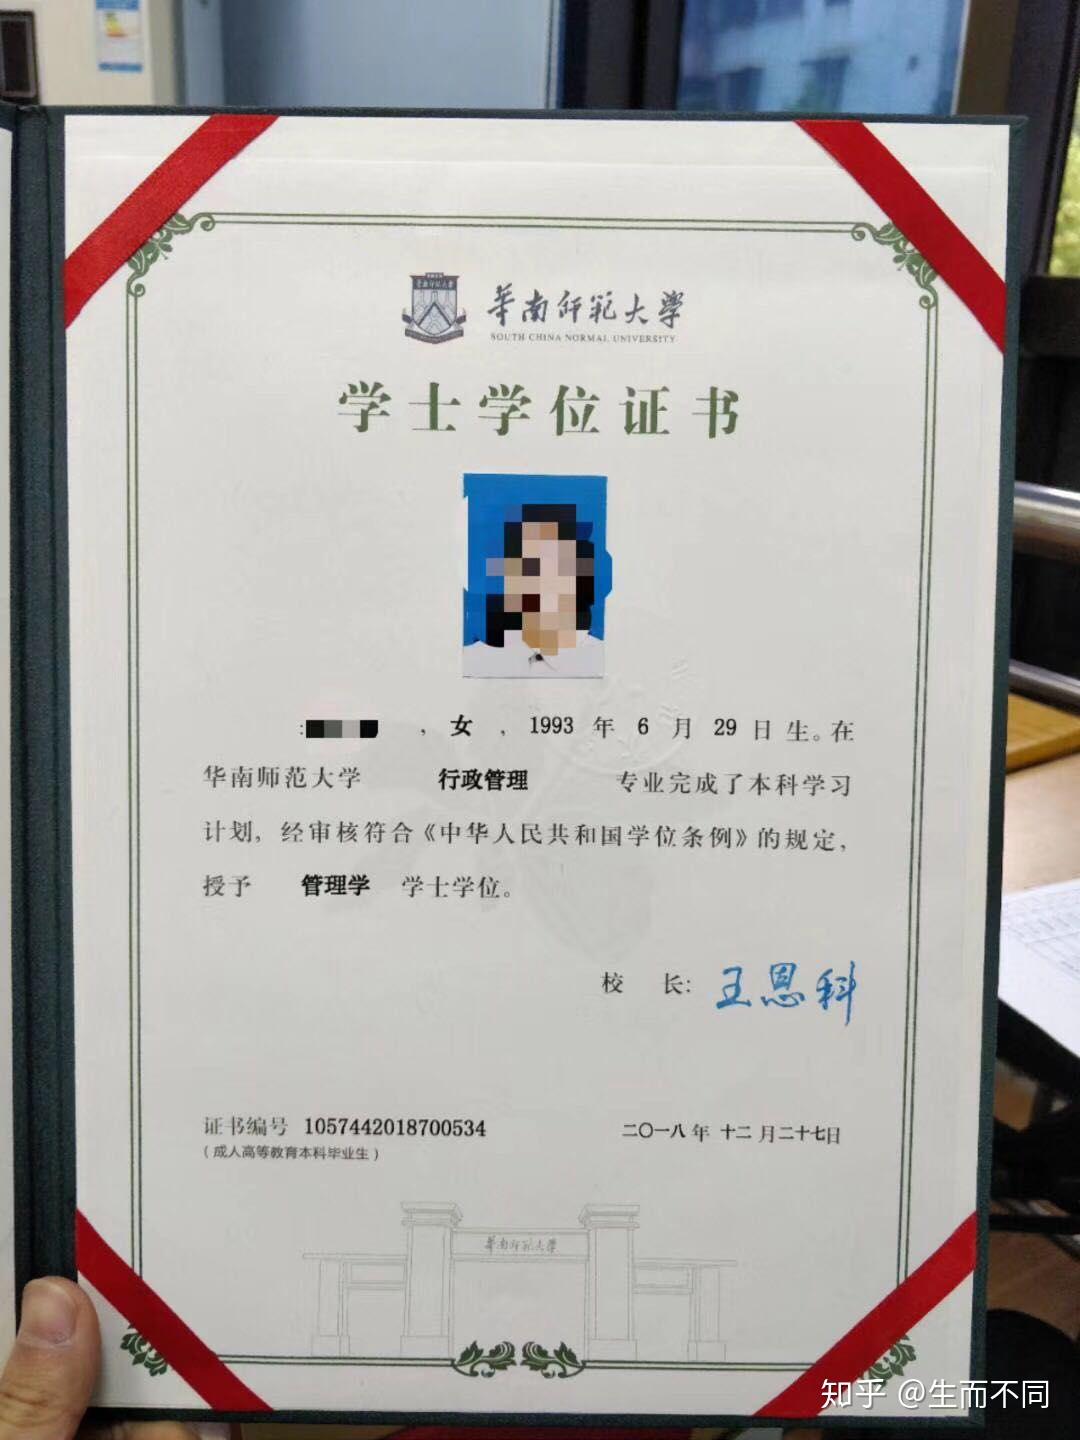 華南師範大學
SOUTH CHINA NORMAL UNIVERSITY
学士学位证书
，女，1993 年 6 月 29 日 生。在
华南师范大学 行政管理 专业完成了本科学习
计划，经审核符合《中华人民共和国学位条例》的规定，
授予 管理学 学士学位。
校 长：王恩科
证书编号 105744201870­0534
二〇一八年 十二月二十七日
（成人高等教育本科毕业生）
華南師範大學
知乎 @生而不同